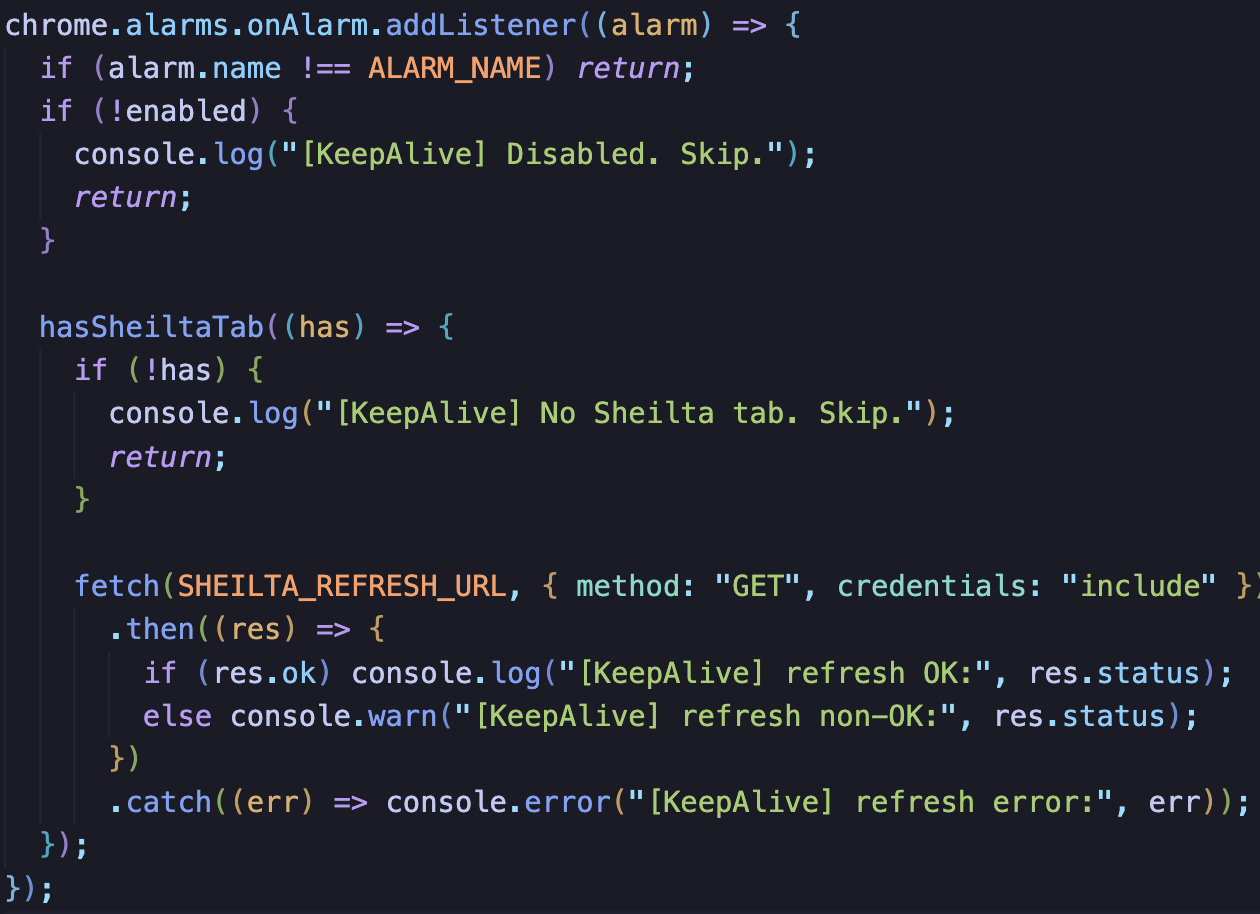 chrome.alarms.onAlarm.addListener((alarm) => {
  if (alarm.name !== ALARM_NAME) return;
  if (!enabled) {
    console.log("[KeepAlive] Disabled. Skip.");
    return;
  }

  hasSheiltaTab((has) => {
    if (!has) {
      console.log("[KeepAlive] No Sheilta tab. Skip.");
      return;
    }

    fetch(SHEILTA_REFRESH_URL, { method: "GET", credentials: "include" })
      .then((res) => {
        if (res.ok) console.log("[KeepAlive] refresh OK:", res.status);
        else console.warn("[KeepAlive] refresh non-OK:", res.status);
      })
      .catch((err) => console.error("[KeepAlive] refresh error:", err));
  });
});